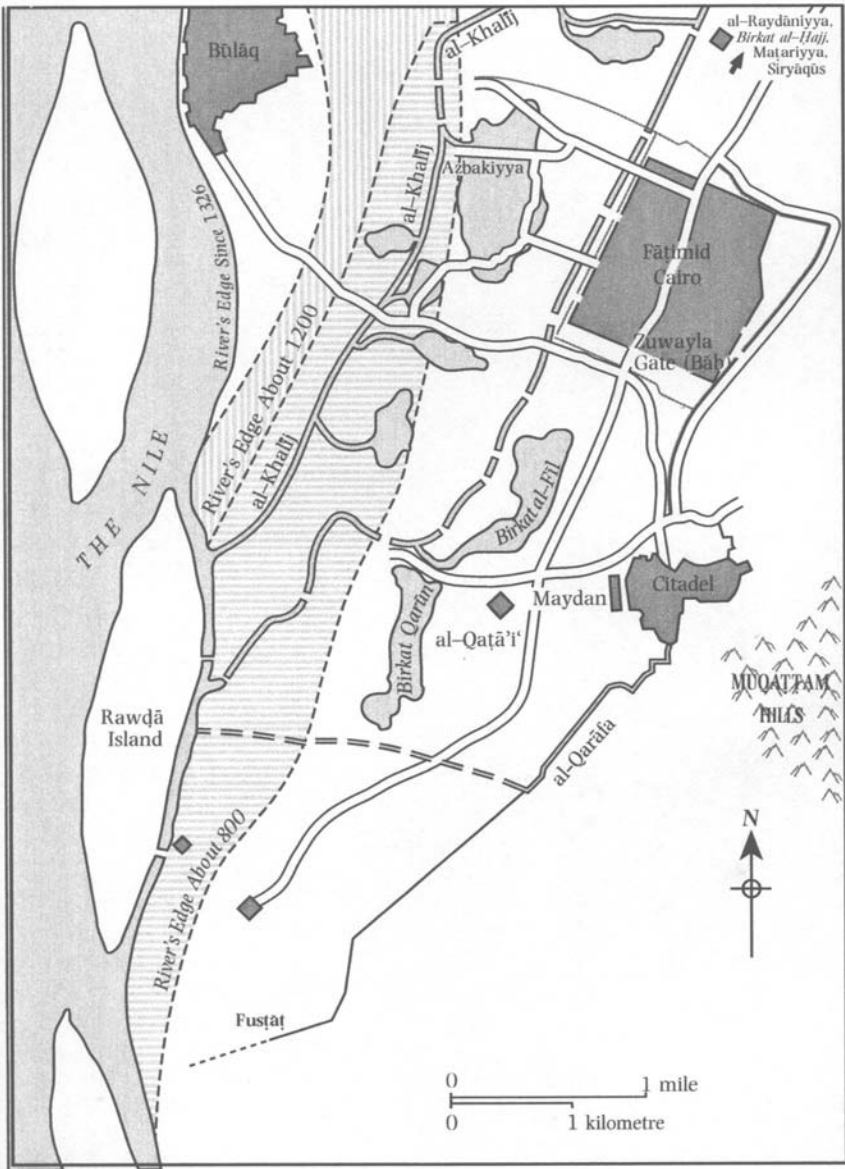 al-Raydāniyya,
Birkat al-Ḥajj,
Maṭariyya,
Siryāqūs
al-Khalīj
Būlāq
Azbakiyya
al-Khalīj
River's Edge Since 1326
Fāṭimid
Cairo
Zuwayla
Gate (Bāb)
River's Edge About 1200
al-Khalīj
THE NILE
Birkat al-Fīl
Citadel
Maydan
Birkat Qarūn
al-Qaṭā'i‘
MUQATTAM
HILLS
Rawḍā
Island
al-Qarāfa
N
River's Edge About 800
Fusṭāṭ
0 1 mile
0 1 kilometre